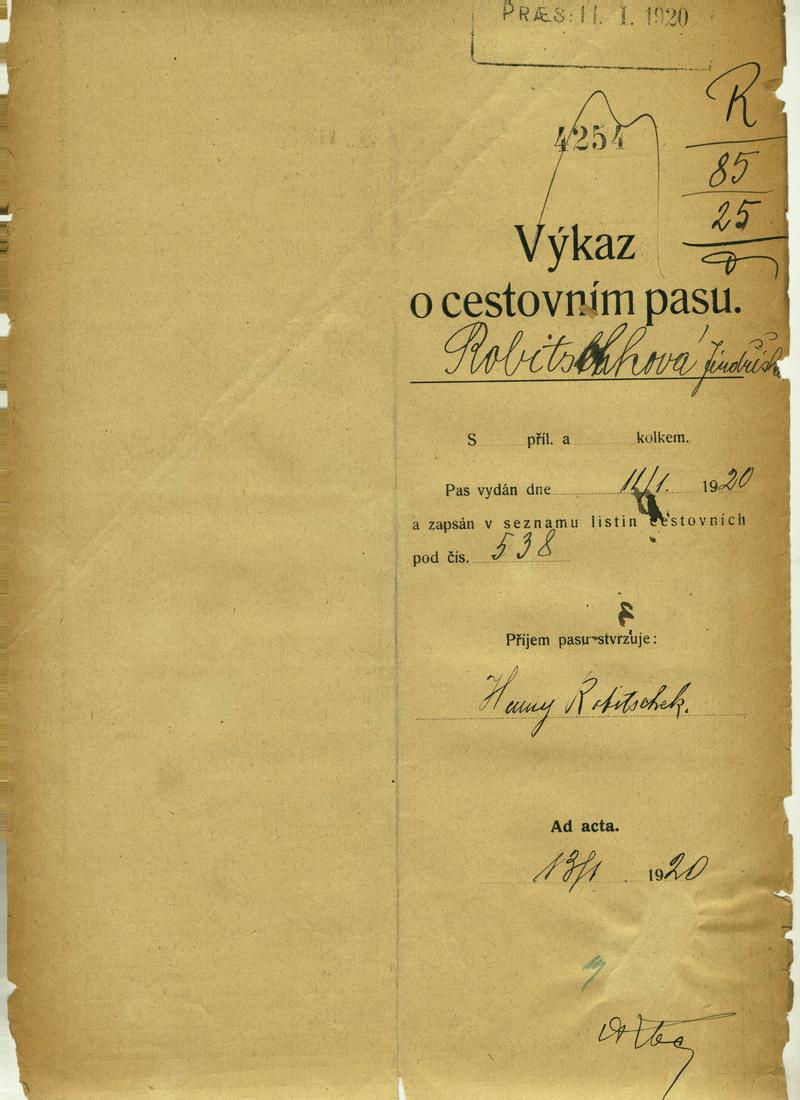 PRÆS: 11. I. 1920
4254
R
85
25
Výkaz
o cestovním pasu.
Robitschková Jindřiš
S příl. a kolkem.
Pas vydán dne 11/1. 1920
a zapsán v seznamu listin cestovních
pod čís. 538
Příjem pasu stvrzuje:
Henny Robitschek.
Ad acta.
13/1 1920